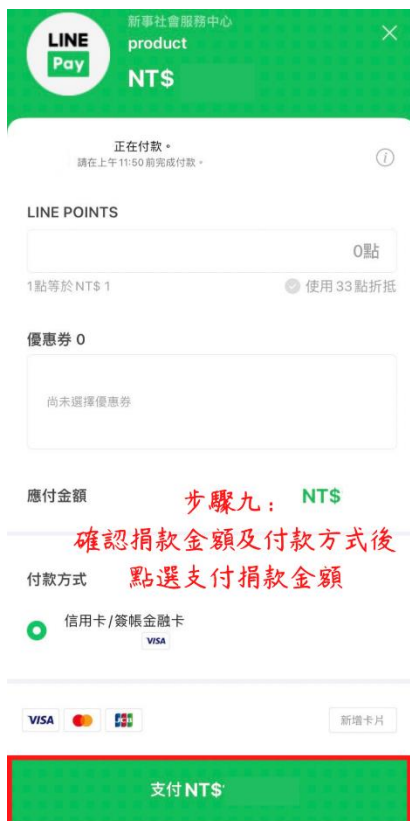 LINE
Pay
新事社會服務中心
product
NT$
正在付款。
請在上午11:50前完成付款。
LINE POINTS
0點
1點等於NT$ 1
使用33點折抵
優惠券 0
尚未選擇優惠券
應付金額
NT$
步驟九：
確認捐款金額及付款方式後
點選支付捐款金額
付款方式
信用卡/簽帳金融卡
VISA
VISA
JCB
新增卡片
支付NT$